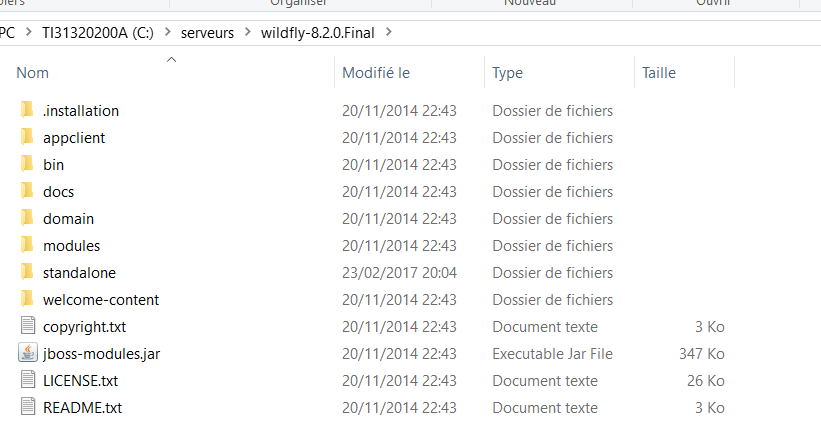 Organiser Nouveau Ouvrir
PC > TI31320200A (C:) > serveurs > wildfly-8.2.0.Final >
Nom Modifié le Type Taille
.installation 20/11/2014 22:43 Dossier de fichiers
appclient 20/11/2014 22:43 Dossier de fichiers
bin 20/11/2014 22:43 Dossier de fichiers
docs 20/11/2014 22:43 Dossier de fichiers
domain 20/11/2014 22:43 Dossier de fichiers
modules 20/11/2014 22:43 Dossier de fichiers
standalone 23/02/2017 20:04 Dossier de fichiers
welcome-content 20/11/2014 22:43 Dossier de fichiers
copyright.txt 20/11/2014 22:43 Document texte 3 Ko
jboss-modules.jar 20/11/2014 22:43 Executable Jar File 347 Ko
LICENSE.txt 20/11/2014 22:43 Document texte 26 Ko
README.txt 20/11/2014 22:43 Document texte 3 Ko